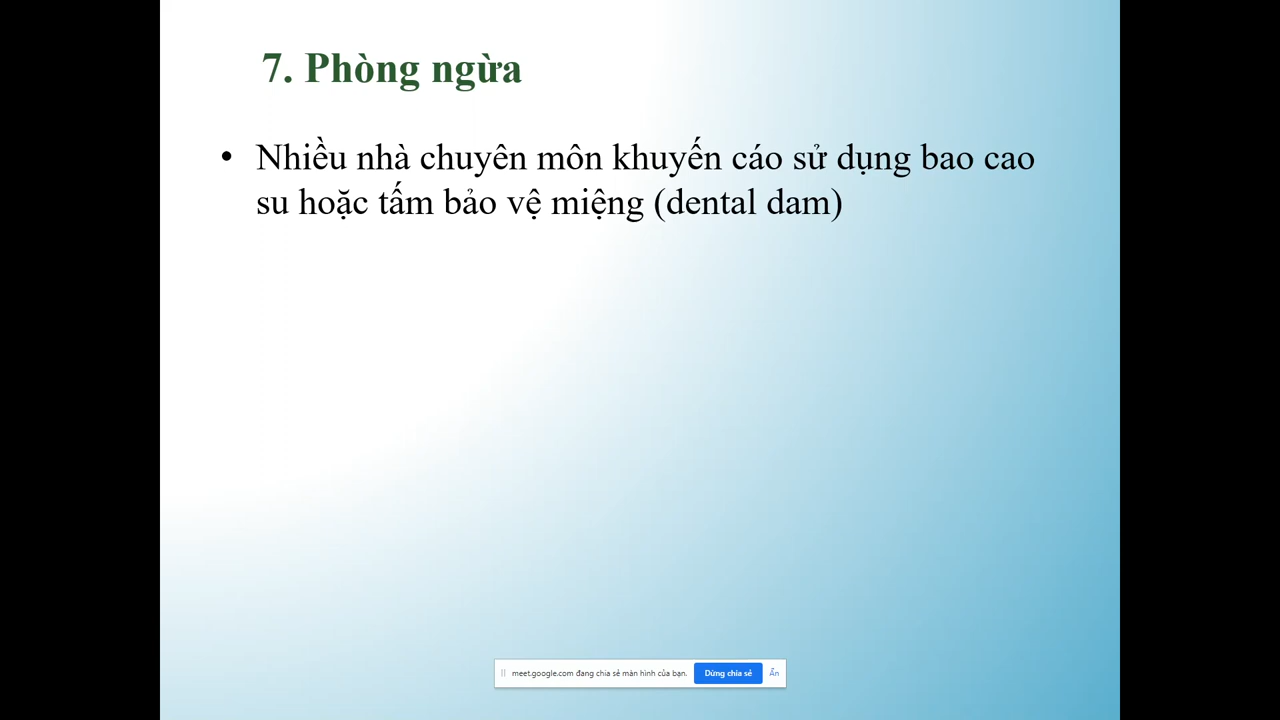 7. Phòng ngừa
• Nhiều nhà chuyên môn khuyến cáo sử dụng bao cao
su hoặc tấm bảo vệ miệng (dental dam)
meet.google.com đang chia sẻ màn hình của bạn. Dừng chia sẻ Ẩn